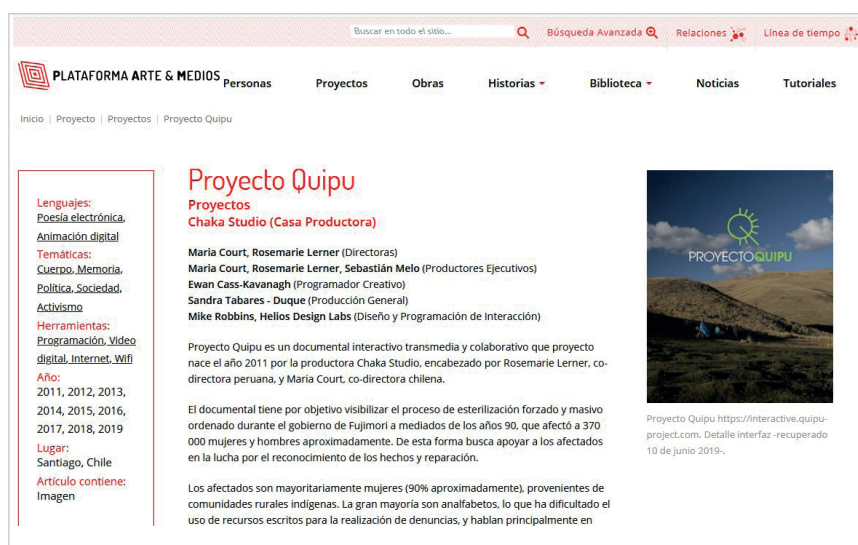 Buscar en todo el sitio...
Búsqueda Avanzada
Relaciones
Línea de tiempo
PLATAFORMA ARTE & MEDIOS
Personas
Proyectos
Obras
Historias
Biblioteca
Noticias
Tutoriales
Inicio | Proyecto | Proyectos | Proyecto Quipu
Lenguajes:
Poesía electrónica,
Animación digital
Temáticas:
Cuerpo, Memoria,
Política, Sociedad,
Activismo
Herramientas:
Programación, Video
digital, Internet, Wifi
Año:
2011, 2012, 2013,
2014, 2015, 2016,
2017, 2018, 2019
Lugar:
Santiago, Chile
Artículo contiene:
Imagen
Proyecto Quipu
Proyectos
Chaka Studio (Casa Productora)
Maria Court, Rosemarie Lerner (Directoras)
Maria Court, Rosemarie Lerner, Sebastián Melo (Productores Ejecutivos)
Ewan Cass-Kavanagh (Programador Creativo)
Sandra Tabares - Duque (Producción General)
Mike Robbins, Helios Design Labs (Diseño y Programación de Interacción)
Proyecto Quipu es un documental interactivo transmedia y colaborativo que proyecto
nace el año 2011 por la productora Chaka Studio, encabezado por Rosemarie Lerner, co-
directora peruana, y Maria Court, co-directora chilena.
El documental tiene por objetivo visibilizar el proceso de esterilización forzado y masivo
ordenado durante el gobierno de Fujimori a mediados de los años 90, que afectó a 370
000 mujeres y hombres aproximadamente. De esta forma busca apoyar a los afectados
en la lucha por el reconocimiento de los hechos y reparación.
Los afectados son mayoritariamente mujeres (90% aproximadamente), provenientes de
comunidades rurales indígenas. La gran mayoría son analfabetos, lo que ha dificultado el
uso de recursos escritos para la realización de denuncias, y hablan principalmente en
PROYECTOQUIPU
Proyecto Quipu https://interactive.quipu-
project.com. Detalle interfaz -recuperado
10 de junio 2019-.